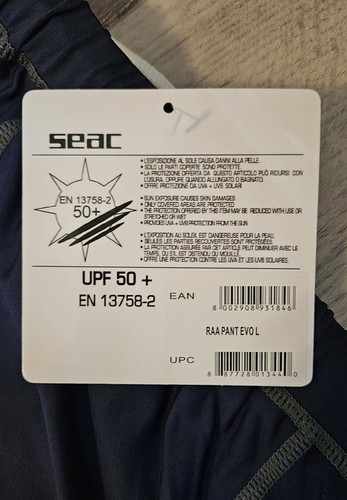 seac
• L'ESPOSIZIONE AL SOLE CAUSA DANNI ALLA PELLE.
• SOLO LE PARTI COPERTE SONO PROTETTE.
• LA PROTEZIONE OFFERTA DA QUESTO ARTICOLO PUÒ RIDURSI CON
L'USURA, OPPURE QUANDO ALLUNGATO O BAGNATO.
• OFFRE PROTEZIONE DA UVA + UVB SOLARI
• SUN EXPOSURE CAUSES SKIN DAMAGES
• ONLY COVERED AREAS ARE PROTECTED
• THE PROTECTION OFFERED BY THIS ITEM MAY BE REDUCED WITH USE OR
STRETCHED OR WET
• PROVIDES UVA + UVB PROTECTION FROM THE SUN
• L'EXPOSITION AU SOLEIL EST DANGEREUSE POUR LA PEAU.
• SEULES LES PARTIES RECOUVERTES SONT PROTÉGÉES.
• LA PROTECTION ASSURÉE PAR CET ARTICLE PEUT DIMINUER AVEC LE
TEMPS, OU S'IL EST DISTENDU OU MOUILLÉ.
• OFFRE UNE PROTECTION CONTRE LES UVA ET LES UVB SOLAIRES.
EN 13758-2
50+
UPF 50 +
EN 13758-2
EAN
8 002908 931846
RAA PANT EVO L
UPC
8 87728 01344 0